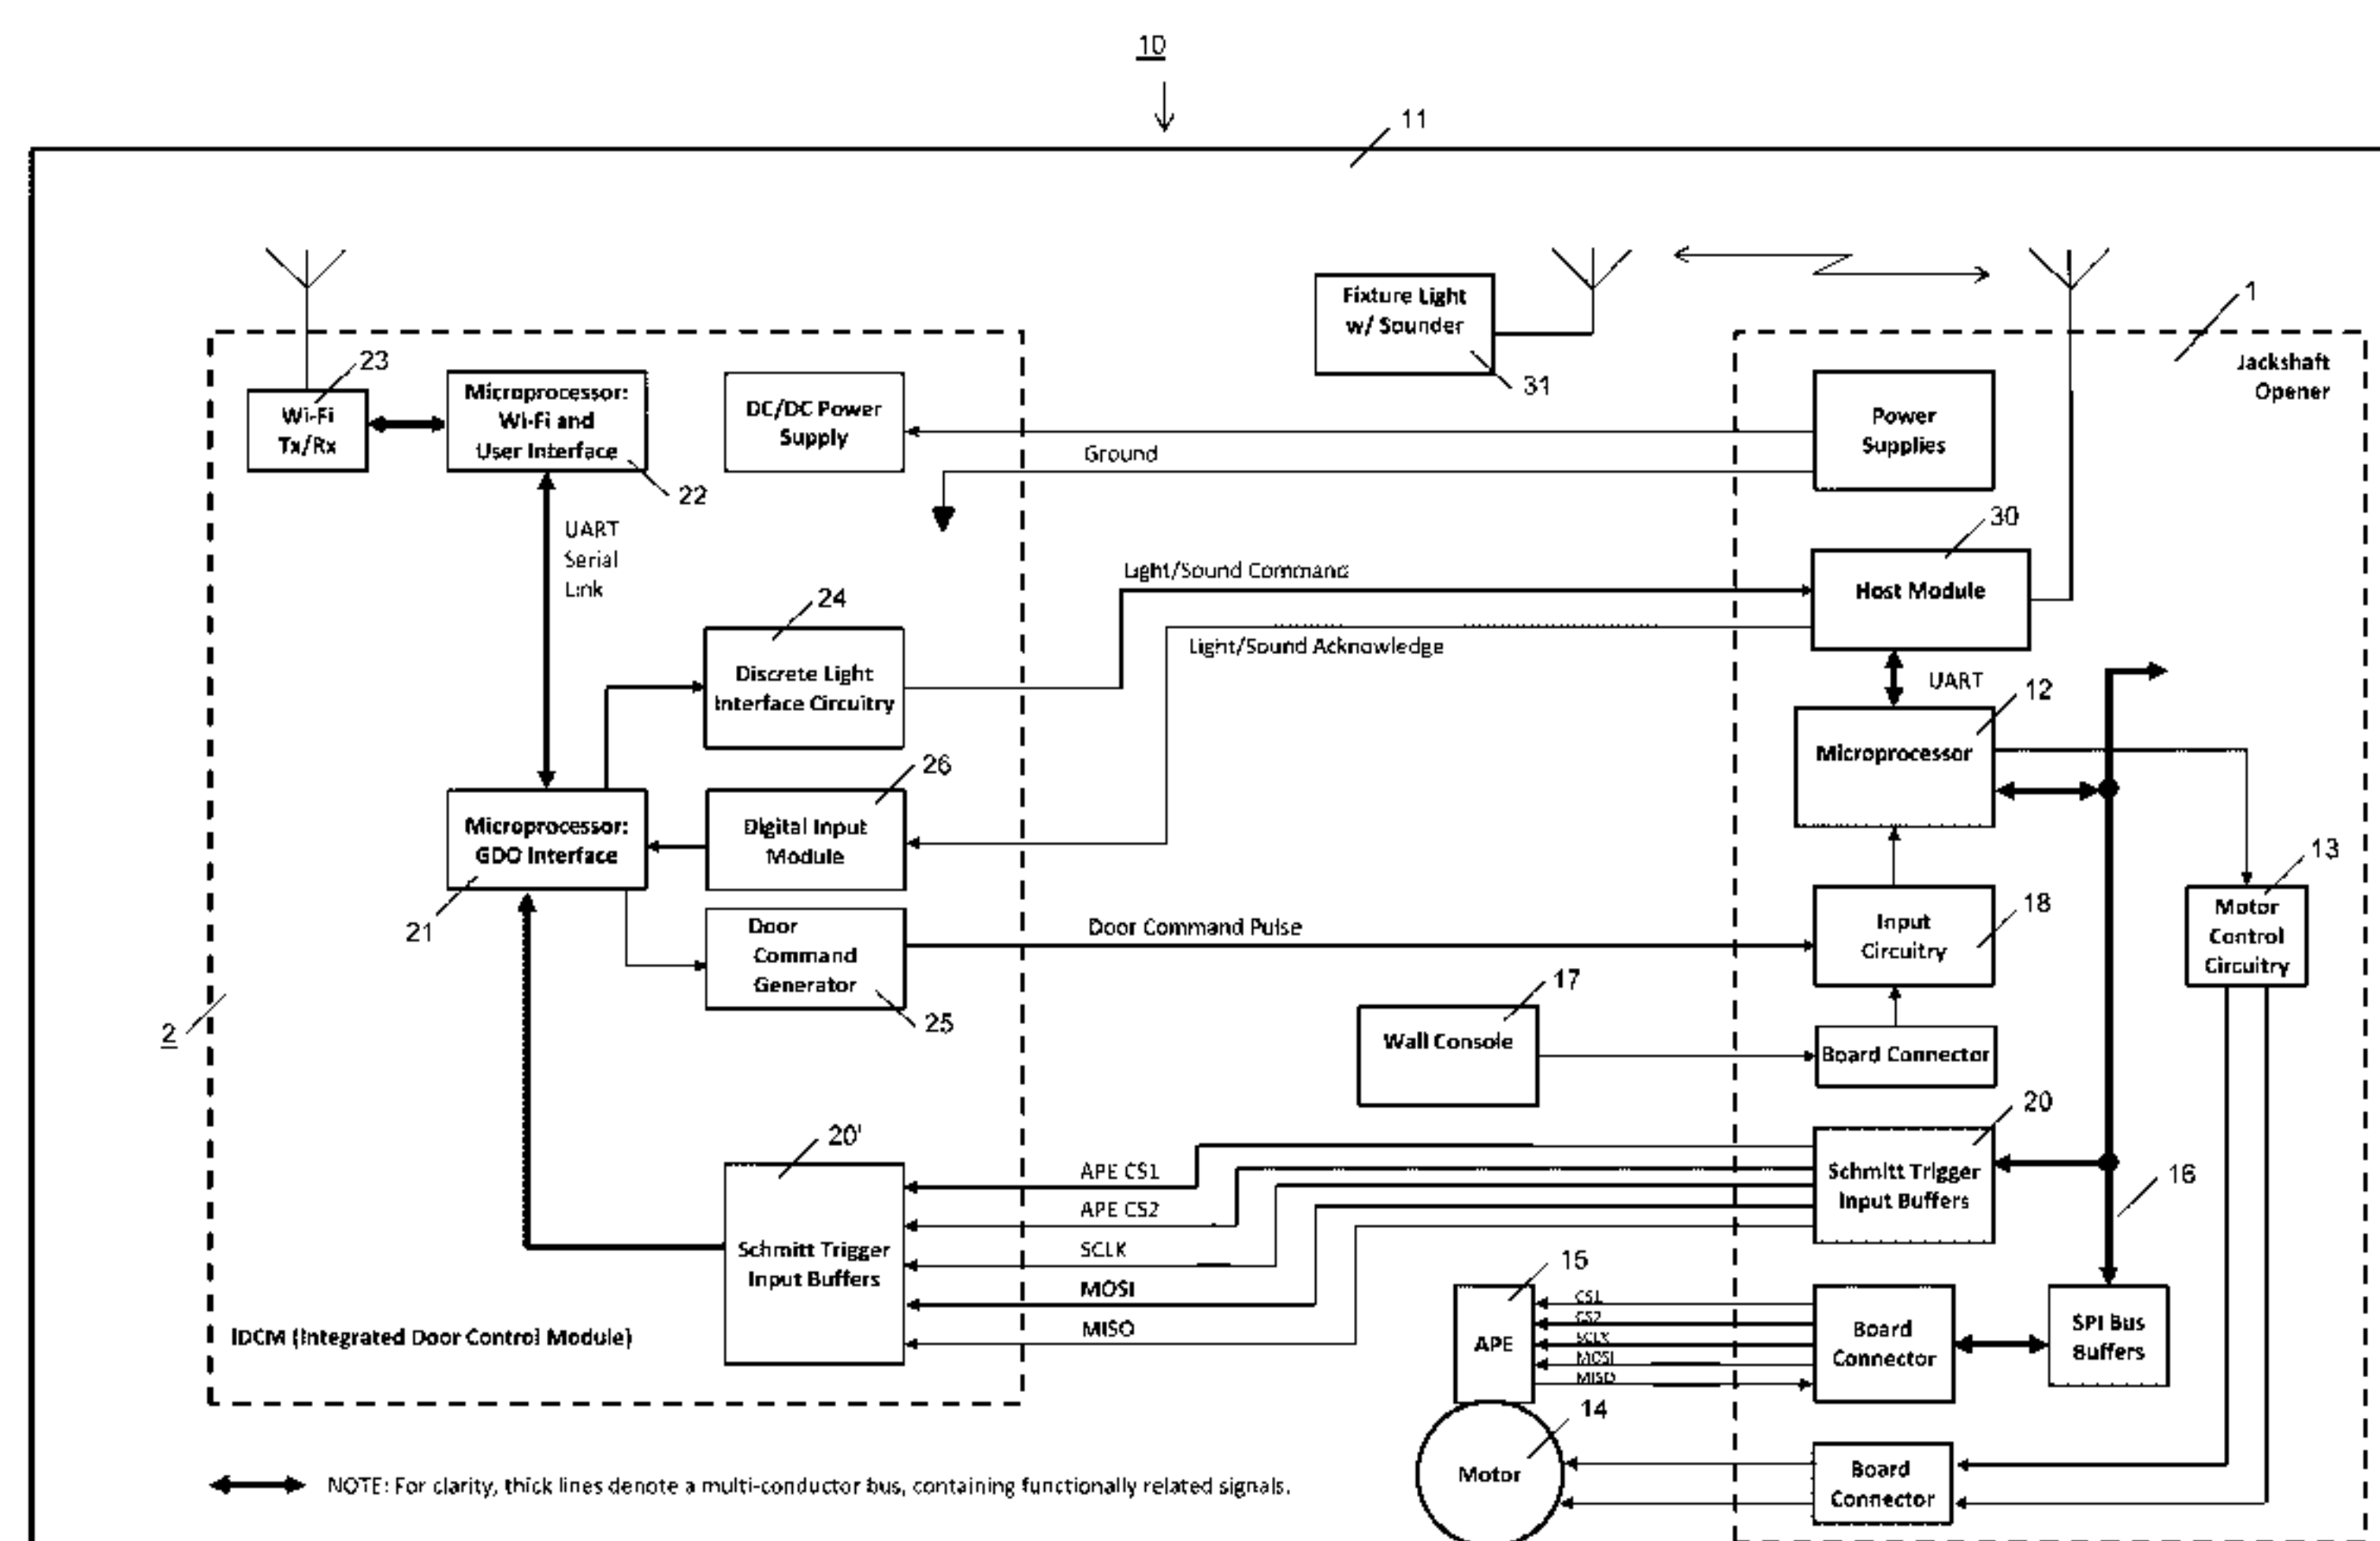 10
11
1
Jackshaft
Opener
Fixture Light
w/ Sounder
31
23
Wi-Fi
Tx/Rx
Microprocessor:
Wi-Fi and
User Interface
22
DC/DC Power
Supply
Power
Supplies
Ground
UART
Serial
Link
30
Host Module
Light/Sound Command
Light/Sound Acknowledge
24
Discrete Light
Interface Circuitry
UART
12
Microprocessor
26
Digital Input
Module
Microprocessor:
GDO Interface
21
13
Motor
Control
Circuitry
18
Input
Circuitry
Door Command Pulse
Door
Command
Generator
25
17
Wall Console
Board Connector
2
20
Schmitt Trigger
Input Buffers
16
20'
Schmitt Trigger
Input Buffers
APE CS1
APE CS2
SCLK
MOSI
MISO
15
APE
CS1
CS2
SCLK
MOSI
MISO
Board
Connector
SPI Bus
Buffers
IDCM (Integrated Door Control Module)
14
Motor
Board
Connector
NOTE: For clarity, thick lines denote a multi-conductor bus, containing functionally related signals.